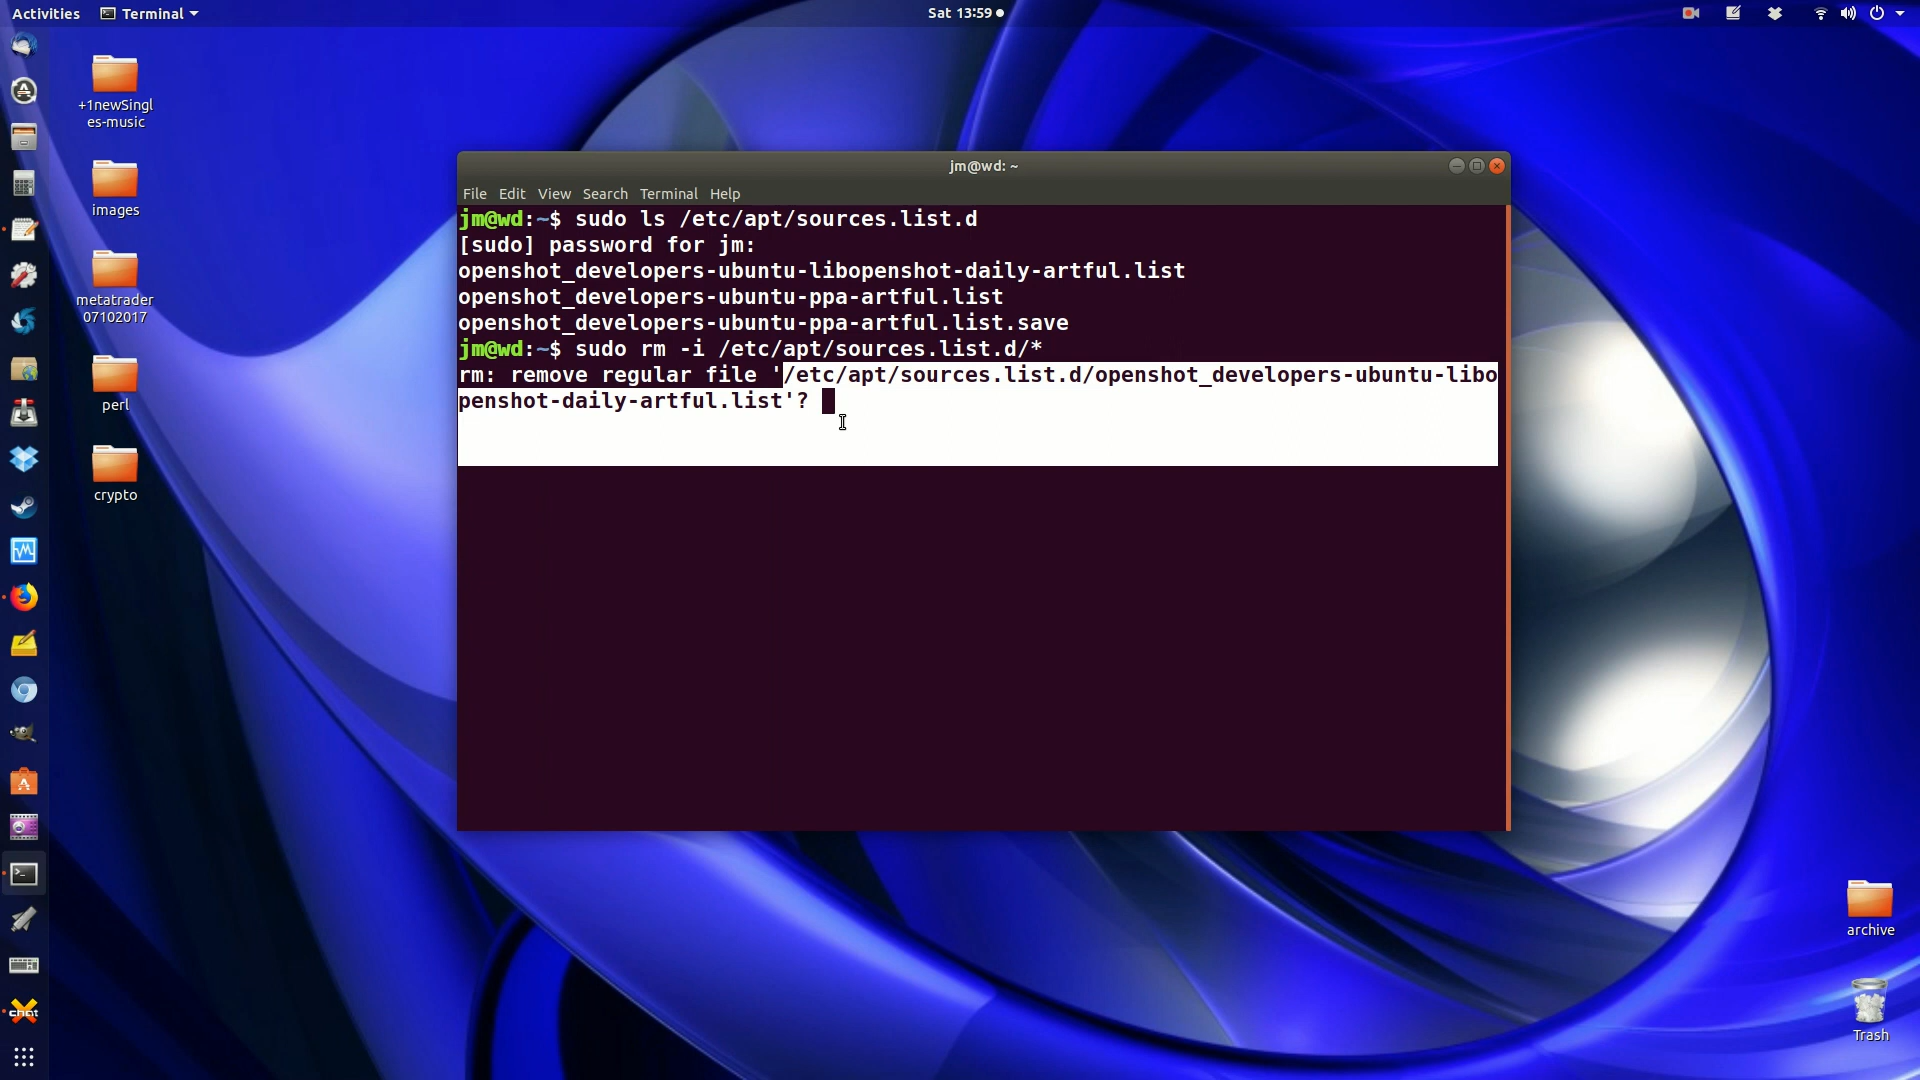 Activities Terminal Sat 13:59
+1newSingl
es-music
images
metatrader
07102017
perl
crypto
jm@wd: ~
File Edit View Search Terminal Help
jm@wd:~$ sudo ls /etc/apt/sources.list.d
[sudo] password for jm:
openshot_developers-ubuntu-libopenshot-daily-artful.list
openshot_developers-ubuntu-ppa-artful.list
openshot_developers-ubuntu-ppa-artful.list.save
jm@wd:~$ sudo rm -i /etc/apt/sources.list.d/*
rm: remove regular file '/etc/apt/sources.list.d/openshot_developers-ubuntu-libo
penshot-daily-artful.list'?
chat
archive
Trash